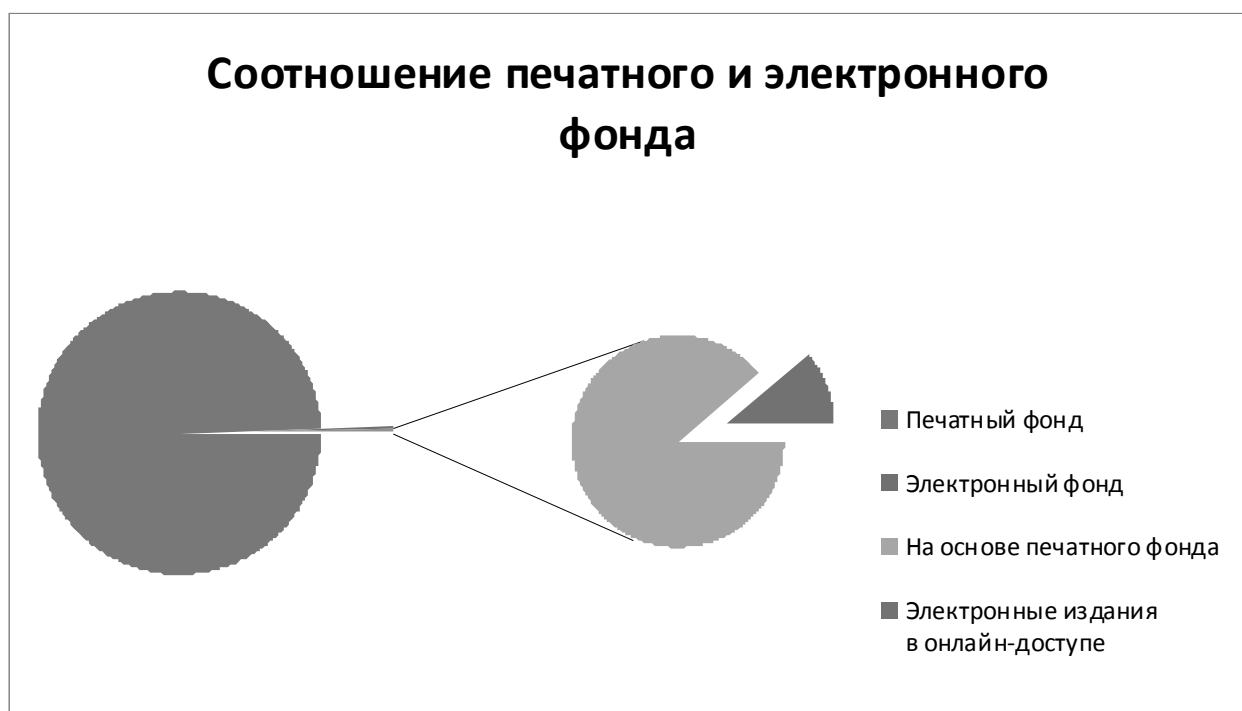 Соотношение печатного и электронного
фонда
Печатный фонд
Электронный фонд
На основе печатного фонда
Электронные издания
в онлайн-доступе